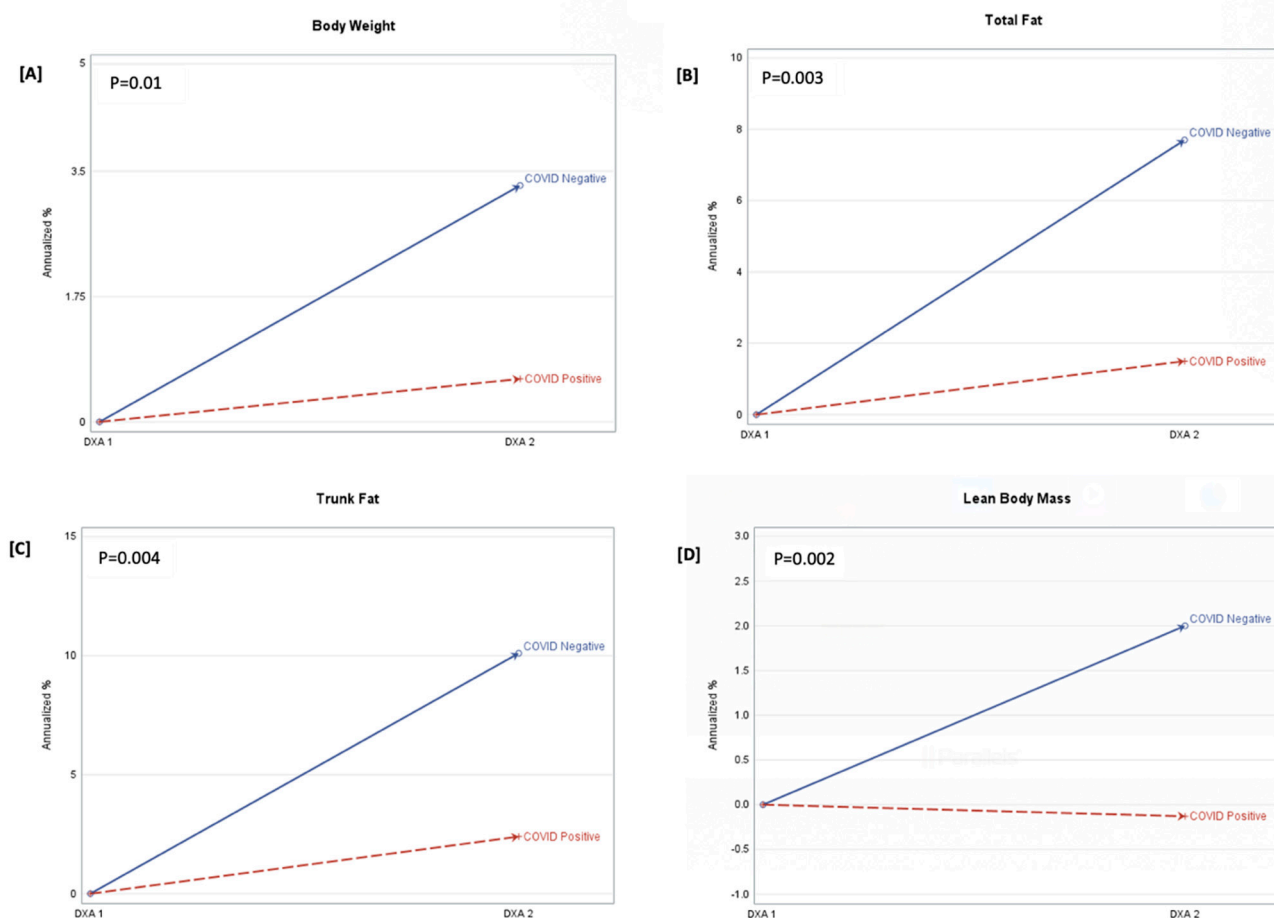 Body Weight
[A]
P=0.01
5
3.5
1.75
0
Annualized %
COVID Negative
COVID Positive
DXA 1
DXA 2
Total Fat
[B]
P=0.003
10
8
6
4
2
0
Annualized %
COVID Negative
COVID Positive
DXA 1
DXA 2
Trunk Fat
[C]
P=0.004
15
10
5
0
Annualized %
COVID Negative
COVID Positive
DXA 1
DXA 2
Lean Body Mass
[D]
P=0.002
3.0
2.5
2.0
1.5
1.0
0.5
0.0
-0.5
-1.0
Annualized %
COVID Negative
COVID Positive
DXA 1
DXA 2
|| Parallels